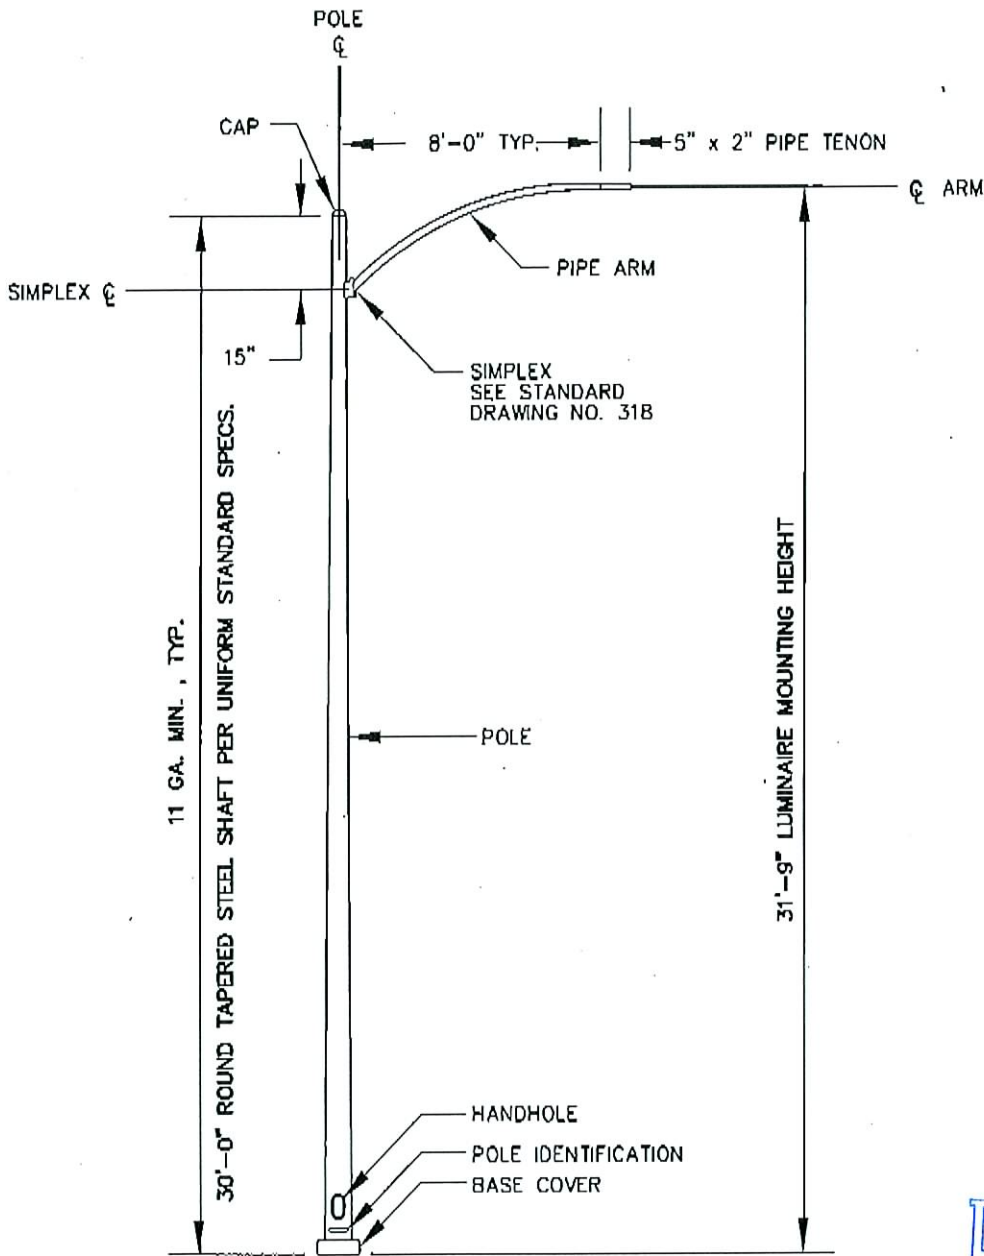 POLE
℄
CAP
8'-0" TYP.
5" x 2" PIPE TENON
℄ ARM
PIPE ARM
SIMPLEX ℄
15"
SIMPLEX
SEE STANDARD
DRAWING NO. 318
11 GA. MIN., TYP.
30'-0" ROUND TAPERED STEEL SHAFT PER UNIFORM STANDARD SPECS.
31'-9" LUMINAIRE MOUNTING HEIGHT
POLE
HANDHOLE
POLE IDENTIFICATION
BASE COVER